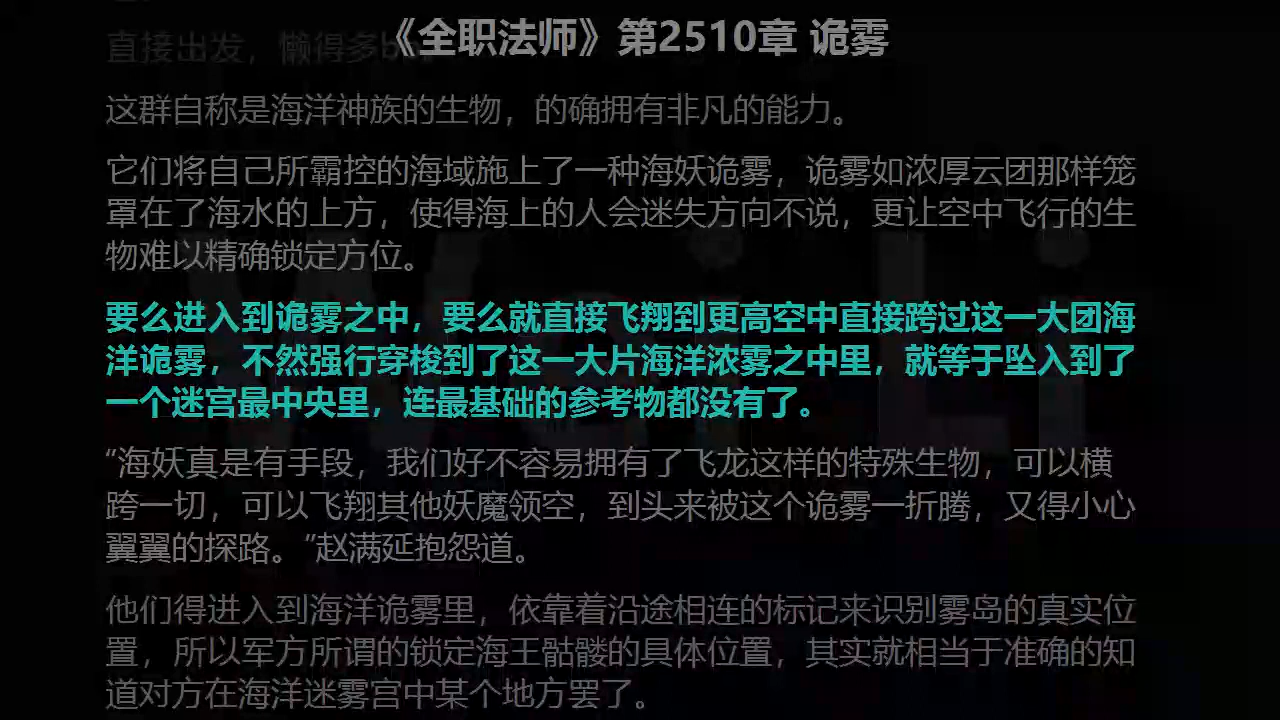 《全职法师》第2510章 诡雾
直接出发，懒得多
这群自称是海洋神族的生物，的确拥有非凡的能力。
它们将自己所霸控的海域施上了一种海妖诡雾，诡雾如浓厚云团那样笼
罩在了海水的上方，使得海上的人会迷失方向不说，更让空中飞行的生
物难以精确锁定方位。
要么进入到诡雾之中，要么就直接飞翔到更高空中直接跨过这一大团海
洋诡雾，不然强行穿梭到了这一大片海洋浓雾之中里，就等于坠入到了
一个迷宫最中央里，连最基础的参考物都没有了。
“海妖真是有手段，我们好不容易拥有了飞龙这样的特殊生物，可以横
跨一切，可以飞翔其他妖魔领空，到头来被这个诡雾一折腾，又得小心
翼翼的探路。”赵满延抱怨道。
他们得进入到海洋诡雾里，依靠着沿途相连的标记来识别雾岛的真实位
置，所以军方所谓的锁定海王骷髅的具体位置，其实就相当于准确的知
道对方在海洋迷雾宫中某个地方罢了。